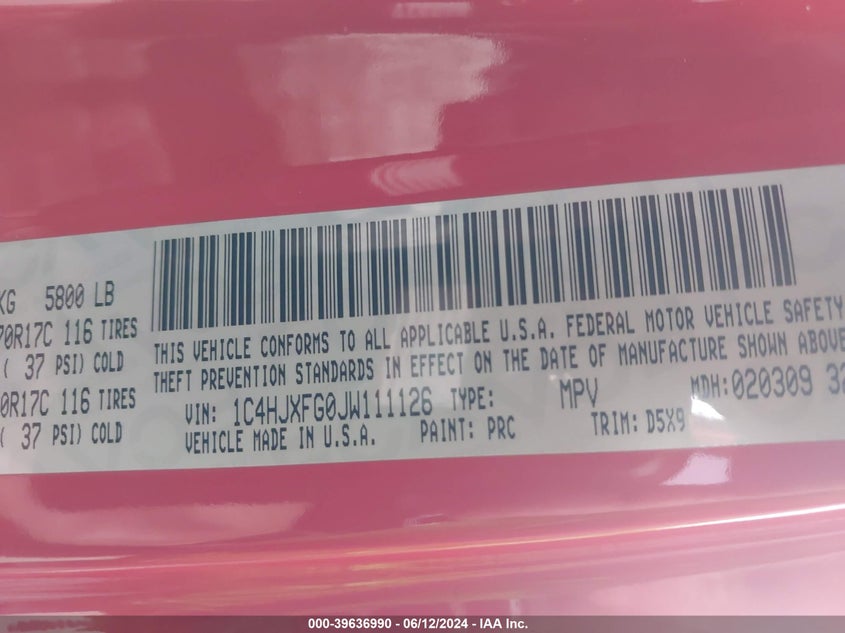 KG 5800 LB
70R17C 116 TIRES
( 37 PSI) COLD
0R17C 116 TIRES
( 37 PSI) COLD
THIS VEHICLE CONFORMS TO ALL APPLICABLE U.S.A. FEDERAL MOTOR VEHICLE SAFETY
THEFT PREVENTION STANDARDS IN EFFECT ON THE DATE OF MANUFACTURE SHOWN ABOVE
VIN: 1C4HJXFG0JW111126 TYPE: MPV MDH: 020309 32
VEHICLE MADE IN U.S.A. PAINT: PRC TRIM: D5X9
000-39636990 - 06/12/2024 - IAA Inc.